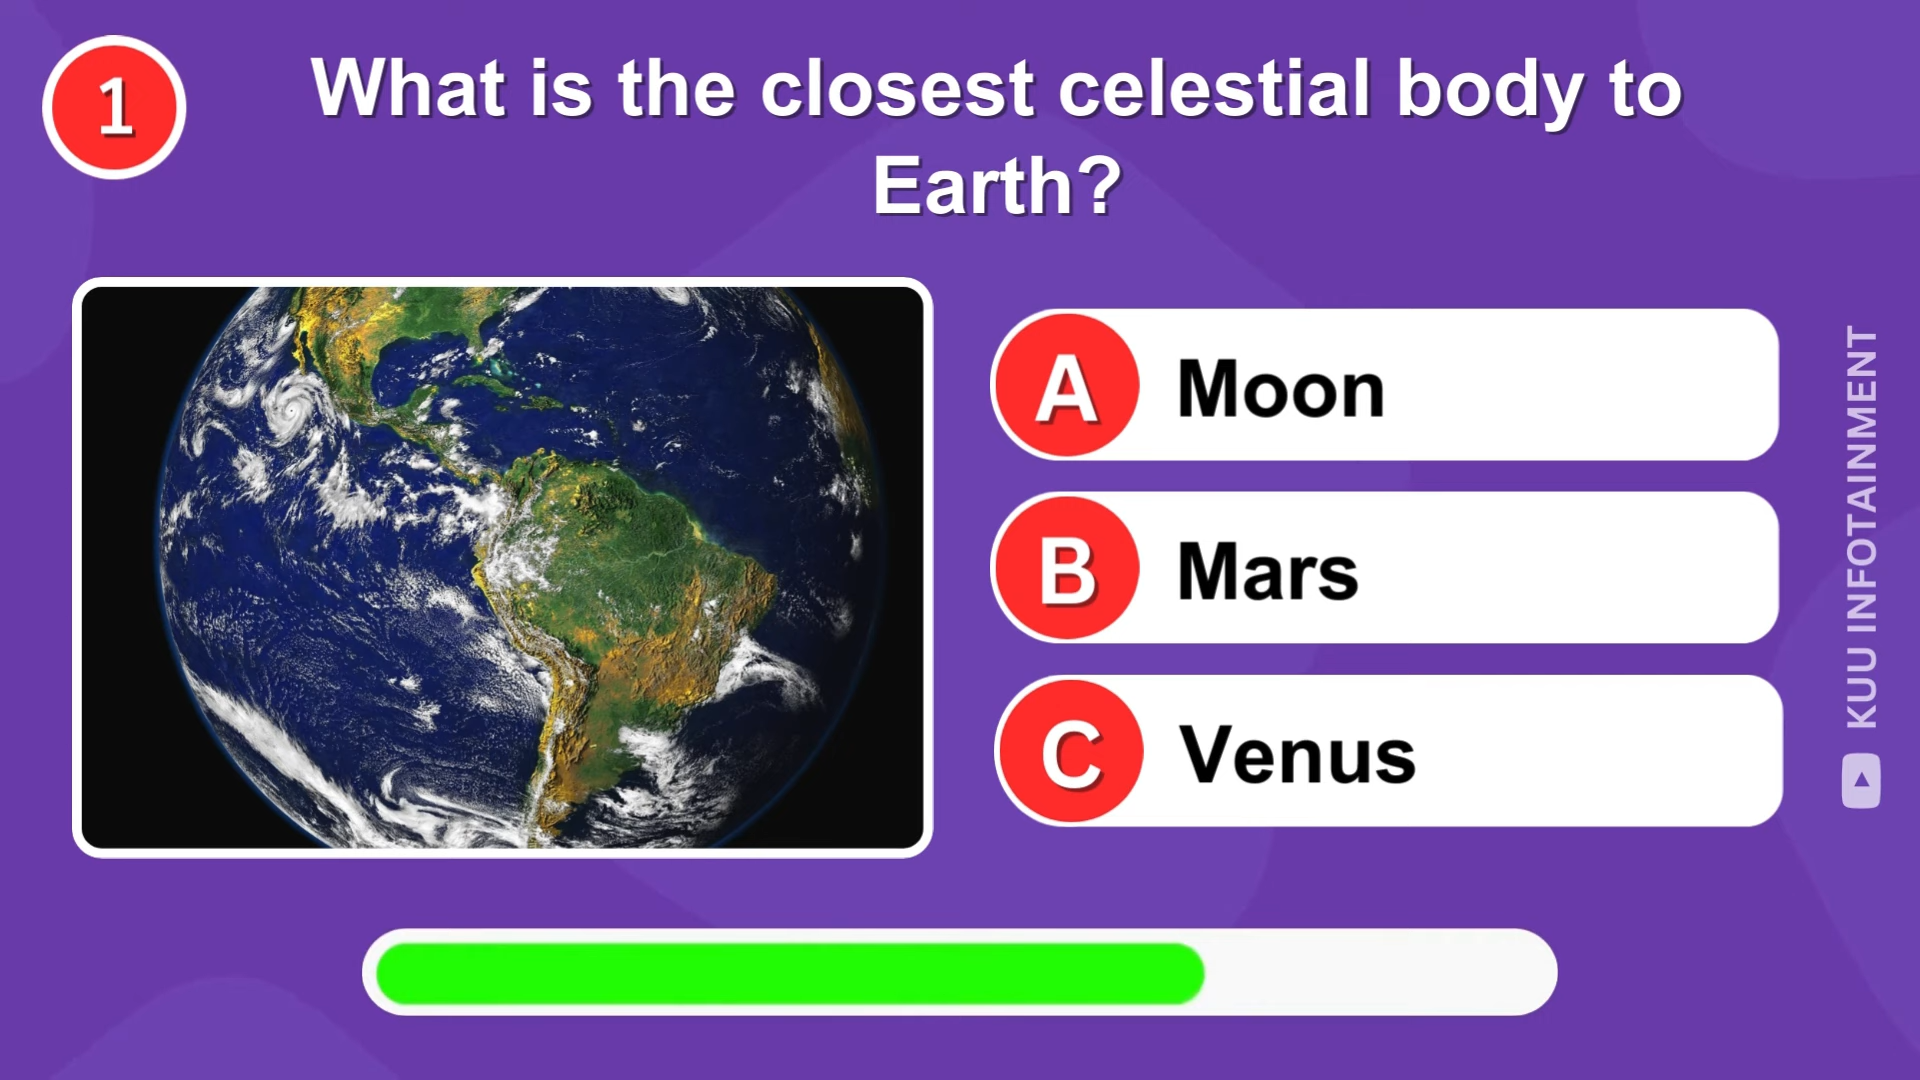 1
What is the closest celestial body to
Earth?
A Moon
B Mars
C Venus
KUU INFOTAINMENT